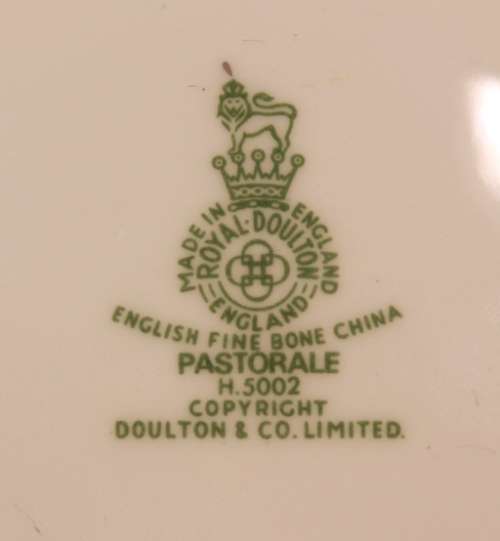 MADE IN ENGLAND
ROYAL·DOULTON
ENGLAND
ENGLISH FINE BONE CHINA
PASTORALE
H.5002
COPYRIGHT
DOULTON & CO. LIMITED.